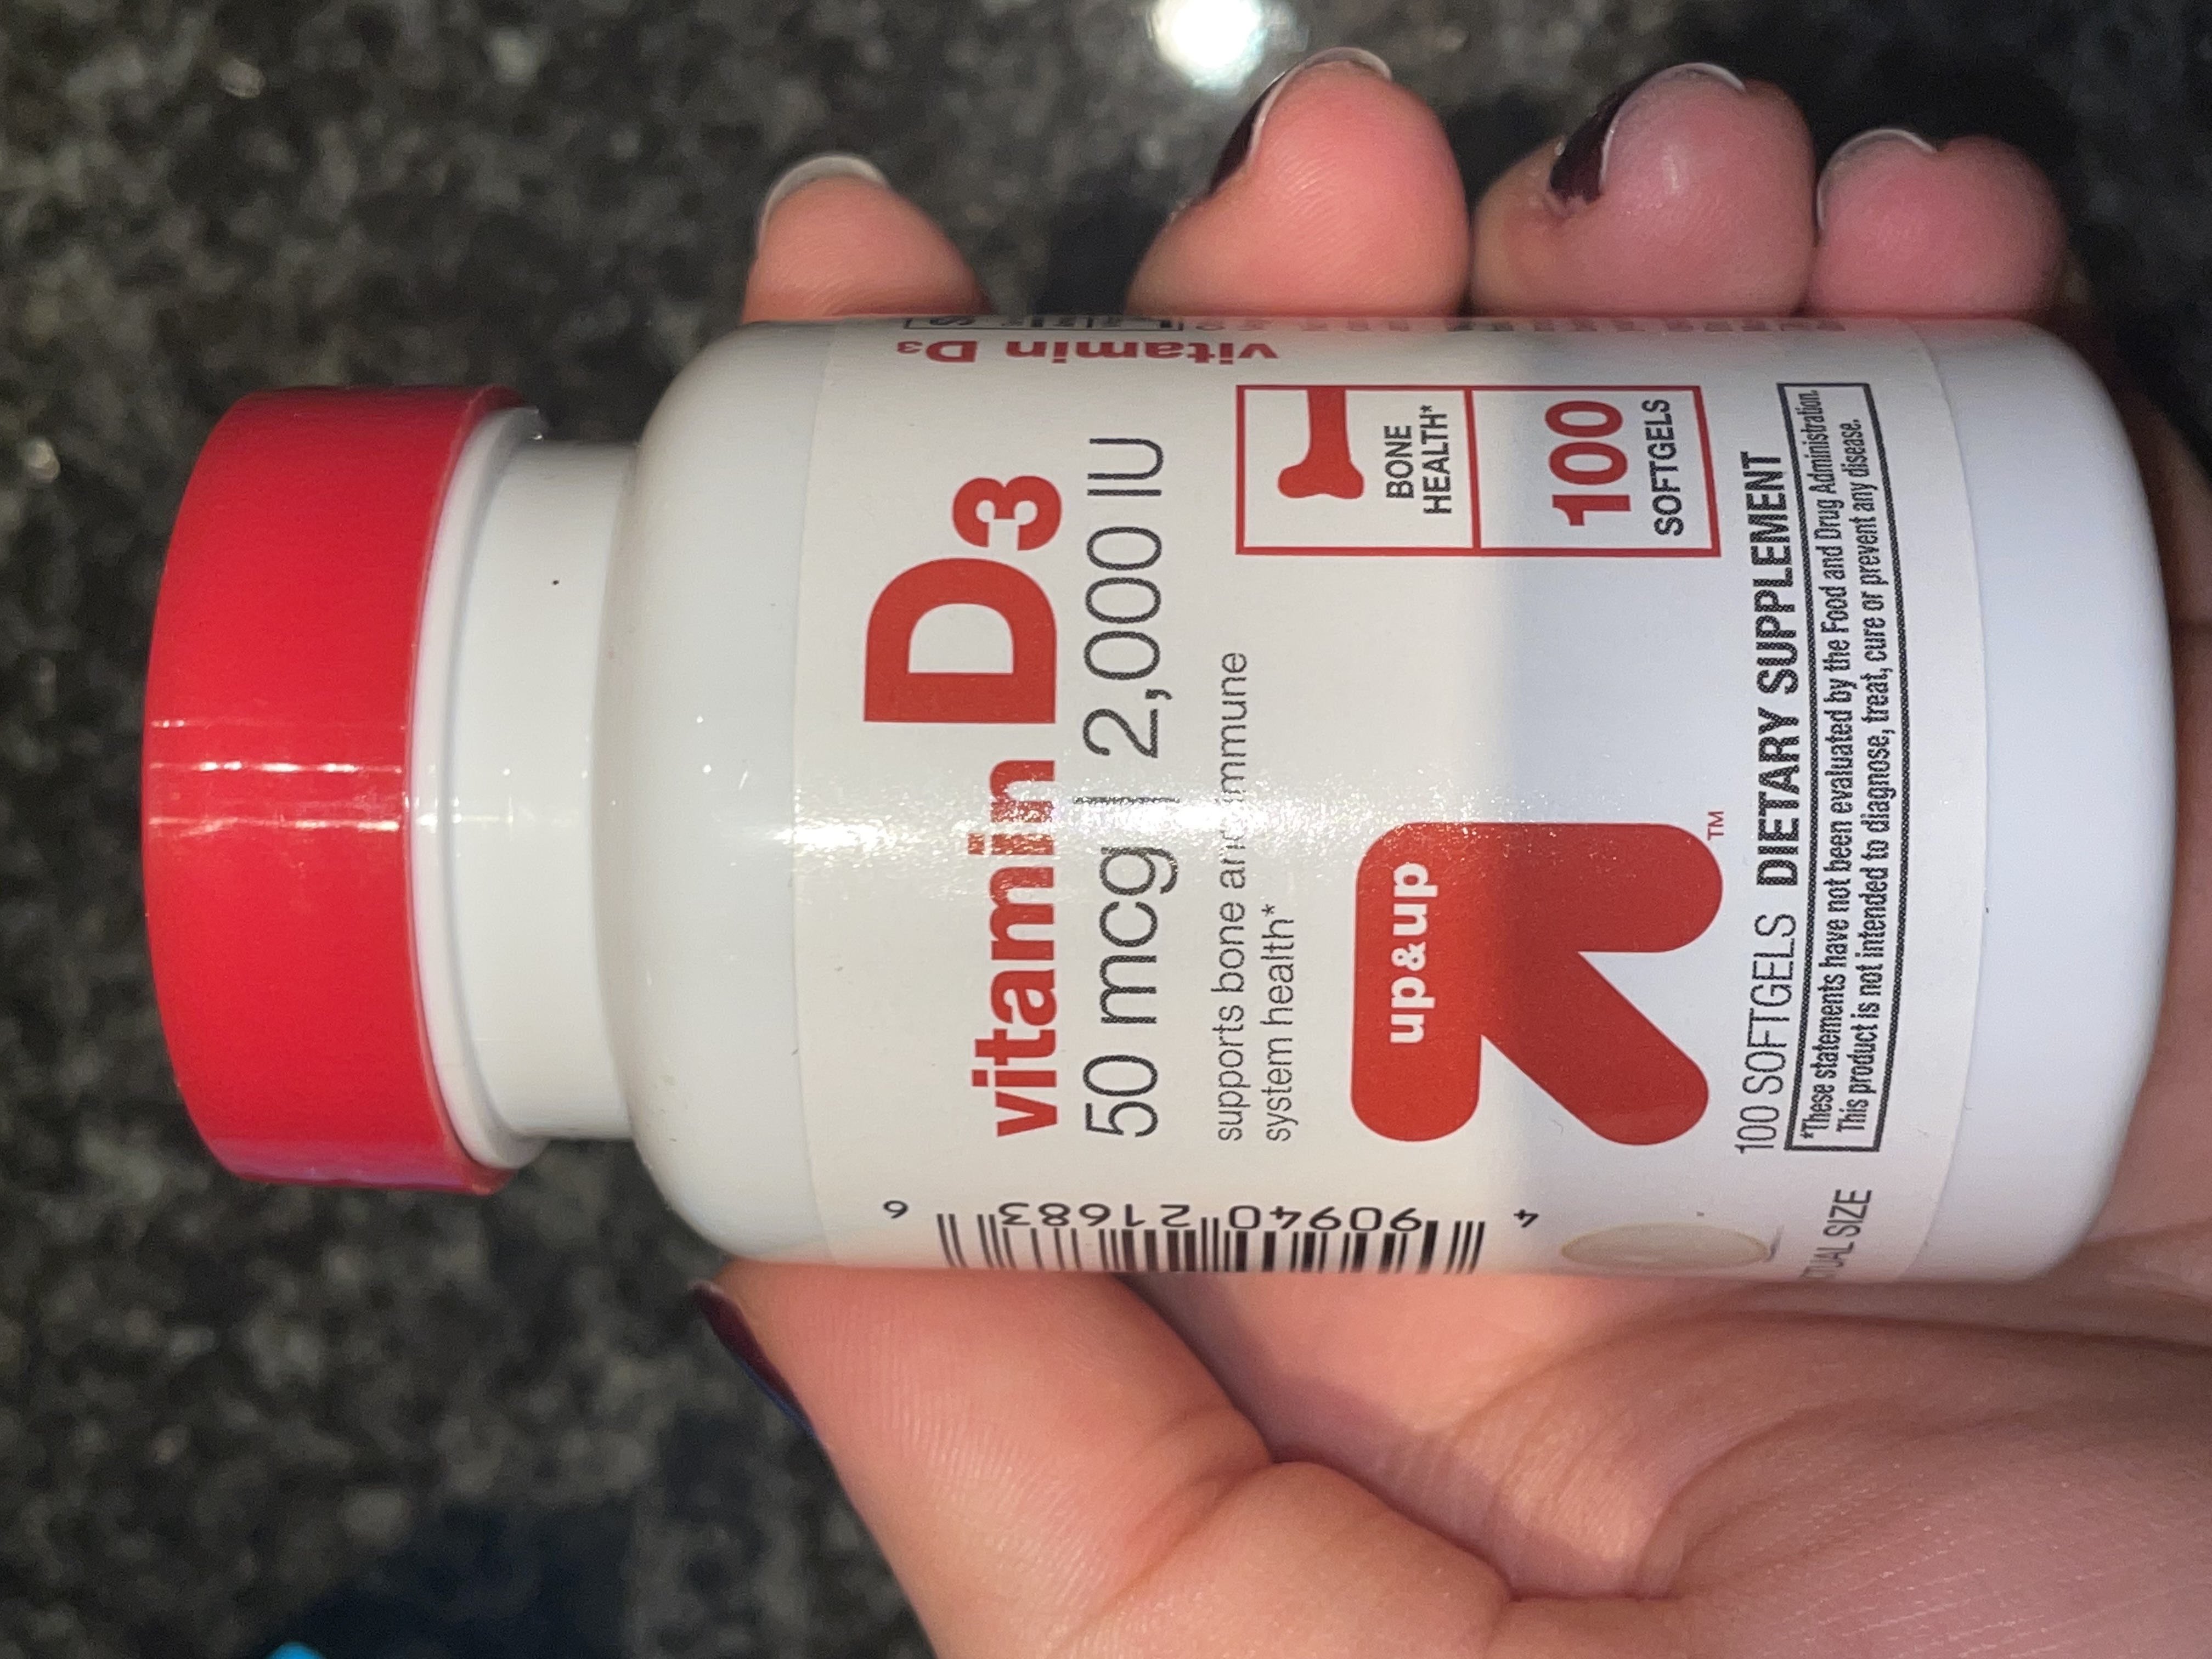 vitamin D3
50 mcg | 2,000 IU
supports bone and immune
system health*
BONE
HEALTH*
100
SOFTGELS
up&up
TM
100 SOFTGELS DIETARY SUPPLEMENT
*These statements have not been evaluated by the Food and Drug Administration.
This product is not intended to diagnose, treat, cure or prevent any disease.
vitamin D3
6 21683 90940 4
SIZE